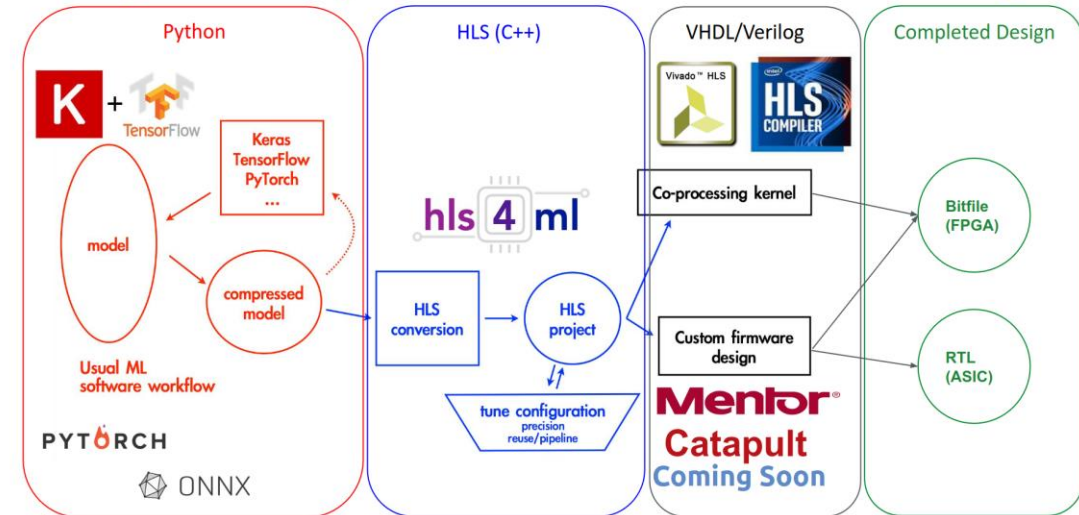 Python
K
+
TensorFlow
Keras
TensorFlow
PyTorch
...
model
compressed
model
Usual ML
software workflow
PYTORCH
ONNX
HLS (C++)
hls 4 ml
HLS
conversion
HLS
project
tune configuration
precision
reuse/pipeline
VHDL/Verilog
Vivado™ HLS
intel
HLS
COMPILER
Co-processing kernel
Custom firmware
design
Mentor®
Catapult
Coming Soon
Completed Design
Bitfile
(FPGA)
RTL
(ASIC)